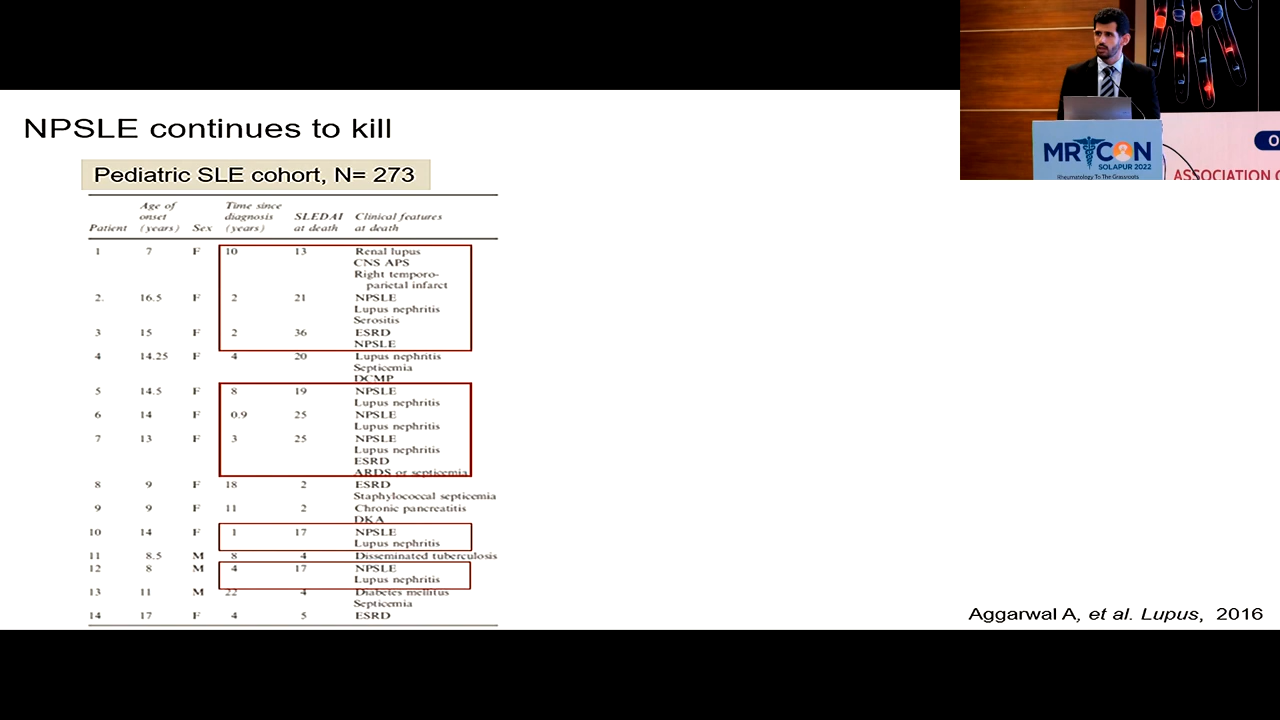 NPSLE continues to kill
Pediatric SLE cohort, N= 273
Patient Age of onset (years) Sex Time since diagnosis (years) SLEDAI at death Clinical features at death
1 7 F 10 13 Renal lupus
CNS APS
Right temporo-
parietal infarct
2. 16.5 F 2 21 NPSLE
Lupus nephritis
Serositis
3 15 F 2 36 ESRD
NPSLE
4 14.25 F 4 20 Lupus nephritis
Septicemia
DCMP
5 14.5 F 8 19 NPSLE
Lupus nephritis
6 14 F 0.9 25 NPSLE
Lupus nephritis
7 13 F 3 25 NPSLE
Lupus nephritis
ESRD
ARDS or septicemia
8 9 F 18 2 ESRD
Staphylococcal septicemia
9 9 F 11 2 Chronic pancreatitis
DKA
10 14 F 1 17 NPSLE
Lupus nephritis
11 8.5 M 8 4 Disseminated tuberculosis
12 8 M 4 17 NPSLE
Lupus nephritis
13 11 M 22 4 Diabetes mellitus
Septicemia
14 17 F 4 5 ESRD
Aggarwal A, et al. Lupus, 2016
MR CON
SOLAPUR 2022
Rheumatology To The Grassroots
ASSOCIATION